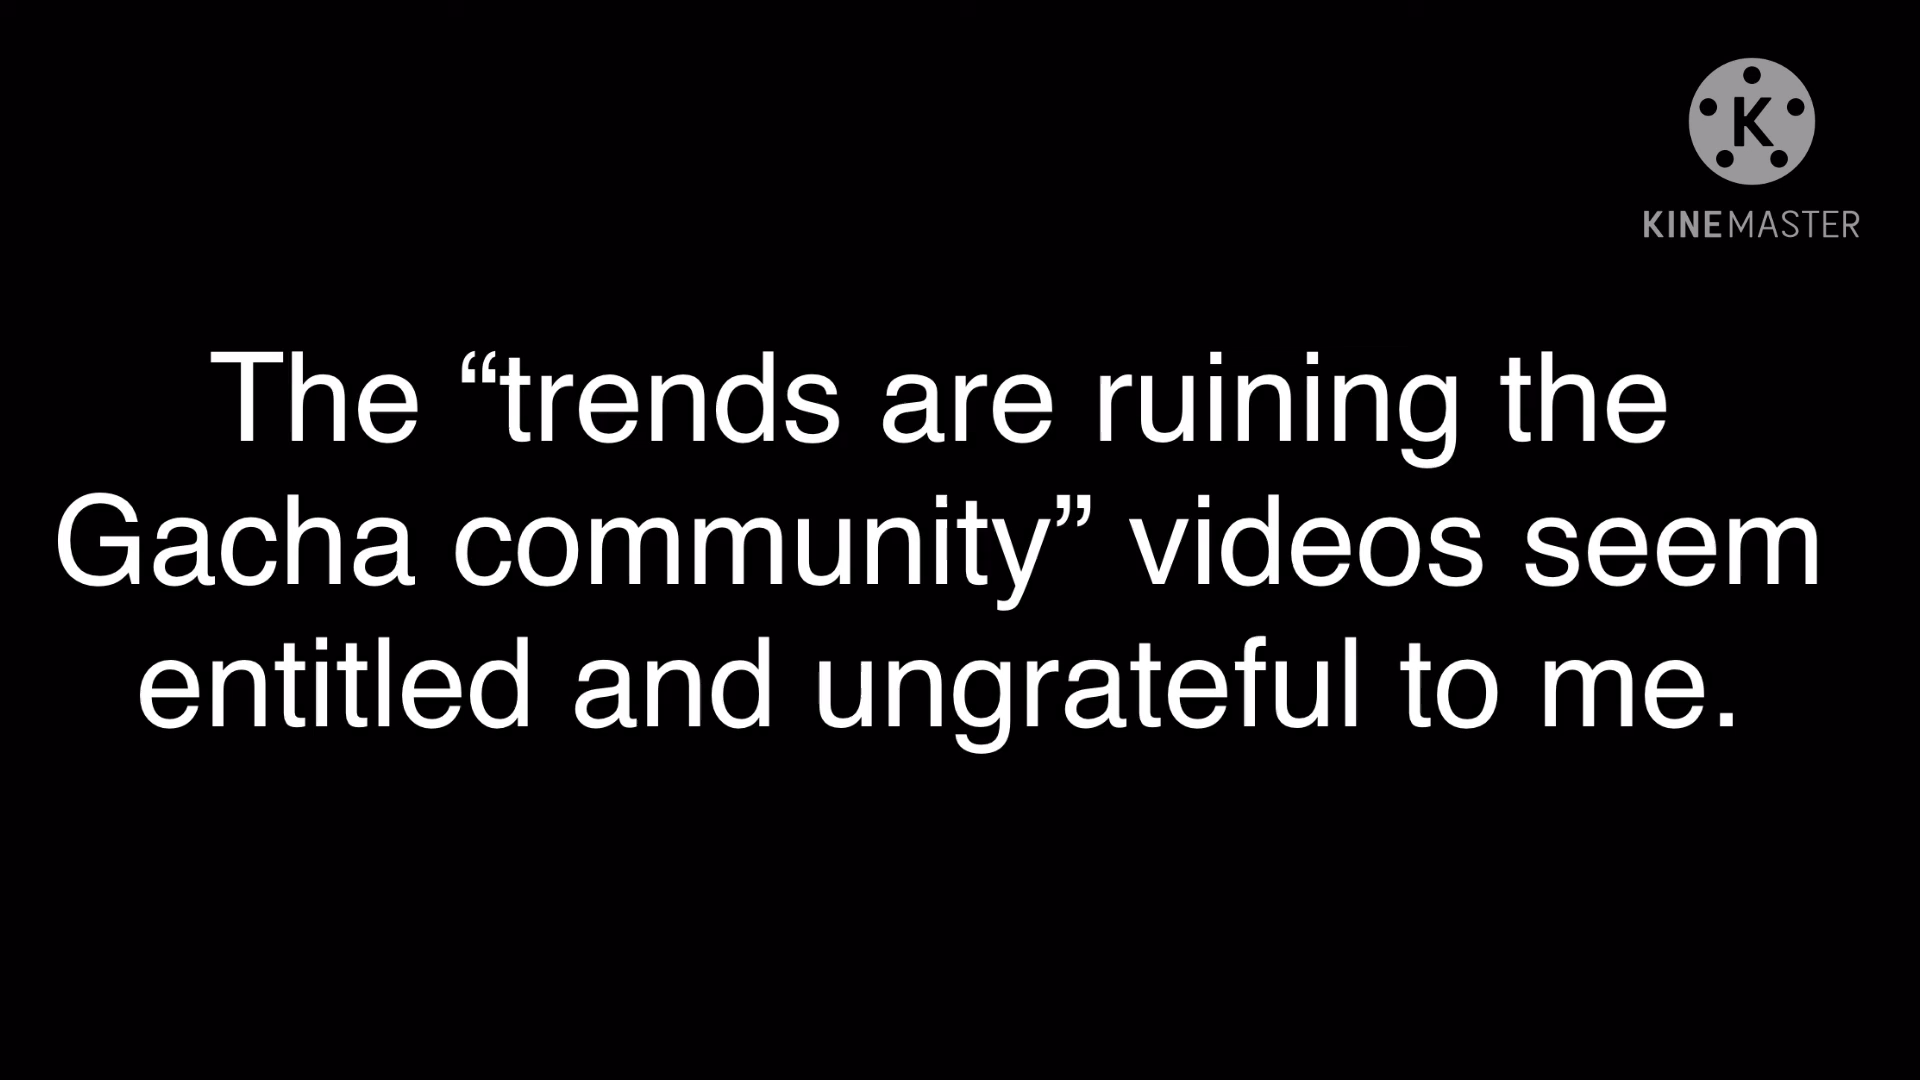 K
KINEMASTER
The “trends are ruining the
Gacha community” videos seem
entitled and ungrateful to me.